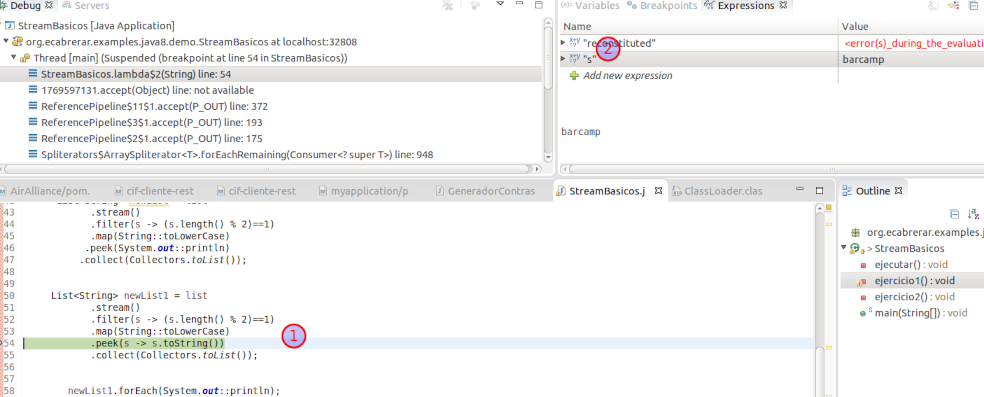 Debug
Servers
StreamBasicos [Java Application]
org.ecabrerar.examples.java8.demo.StreamBasicos at localhost:32808
Thread [main] (Suspended (breakpoint at line 54 in StreamBasicos))
StreamBasicos.lambda$2(String) line: 54
1769597131.accept(Object) line: not available
ReferencePipeline$11$1.accept(P_OUT) line: 372
ReferencePipeline$3$1.accept(P_OUT) line: 193
ReferencePipeline$2$1.accept(P_OUT) line: 175
Spliterators$ArraySpliterator<T>.forEachRemaining(Consumer<? super T>) line: 948
Variables
Breakpoints
Expressions
Name Value
"reconstituted" <error(s)_during_the_evaluati
2
"s" barcamp
Add new expression
barcamp
AirAlliance/pom.
cif-cliente-rest
cif-cliente-rest
myapplication/p
GeneradorContras
StreamBasicos.j
ClassLoader.clas
43 .stream()
44 .filter(s -> (s.length() % 2)==1)
45 .map(String::toLowerCase)
46 .peek(System.out::println)
47 .collect(Collectors.toList());
48
49
50 List<String> newList1 = list
51 .stream()
52 .filter(s -> (s.length() % 2)==1)
53 .map(String::toLowerCase)
54 .peek(s -> s.toString())
1
55 .collect(Collectors.toList());
56
57
58 newList1.forEach(System.out::println);
Outline
org.ecabrerar.examples.j
> StreamBasicos
ejecutar() : void
ejercicio1() : void
ejercicio2() : void
S main(String[]) : void